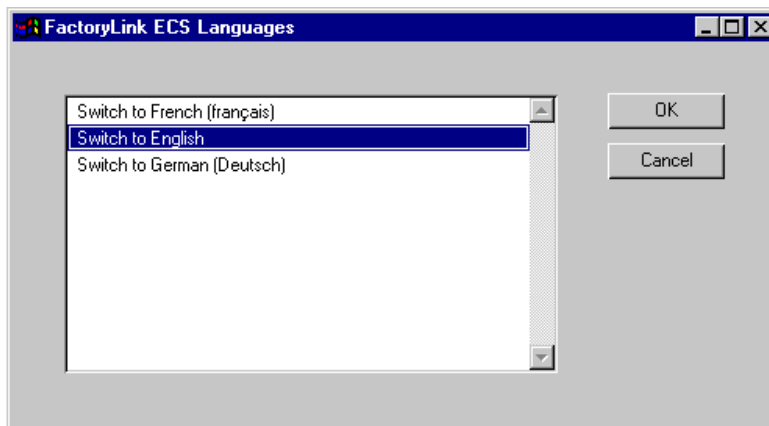 FactoryLink ECS Languages
Switch to French (français)
Switch to English
Switch to German (Deutsch)
OK
Cancel